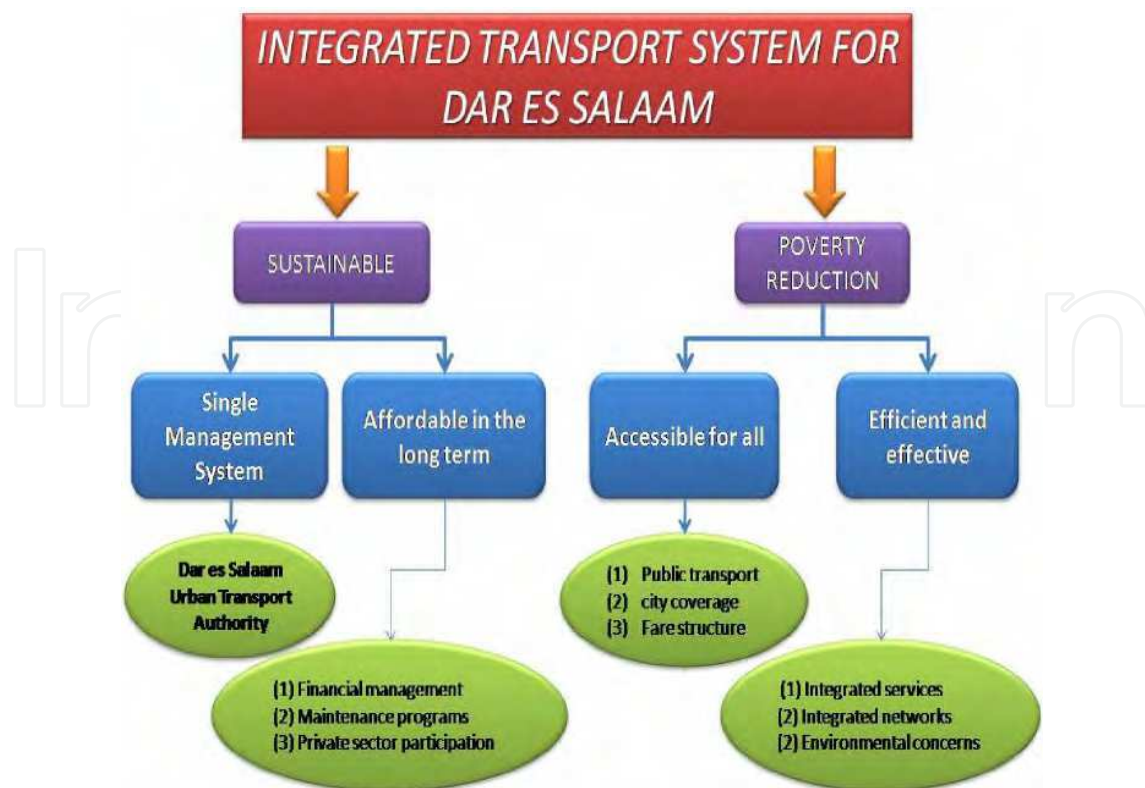 INTEGRATED TRANSPORT SYSTEM FOR
DAR ES SALAAM
SUSTAINABLE
POVERTY
REDUCTION
Single
Management
System
Affordable in the
long term
Accessible for all
Efficient and
effective
Dar es Salaam
Urban Transport
Authority
(1) Financial management
(2) Maintenance programs
(3) Private sector participation
(1) Public transport
(2) city coverage
(3) Fare structure
(1) Integrated services
(2) Integrated networks
(2) Environmental concerns